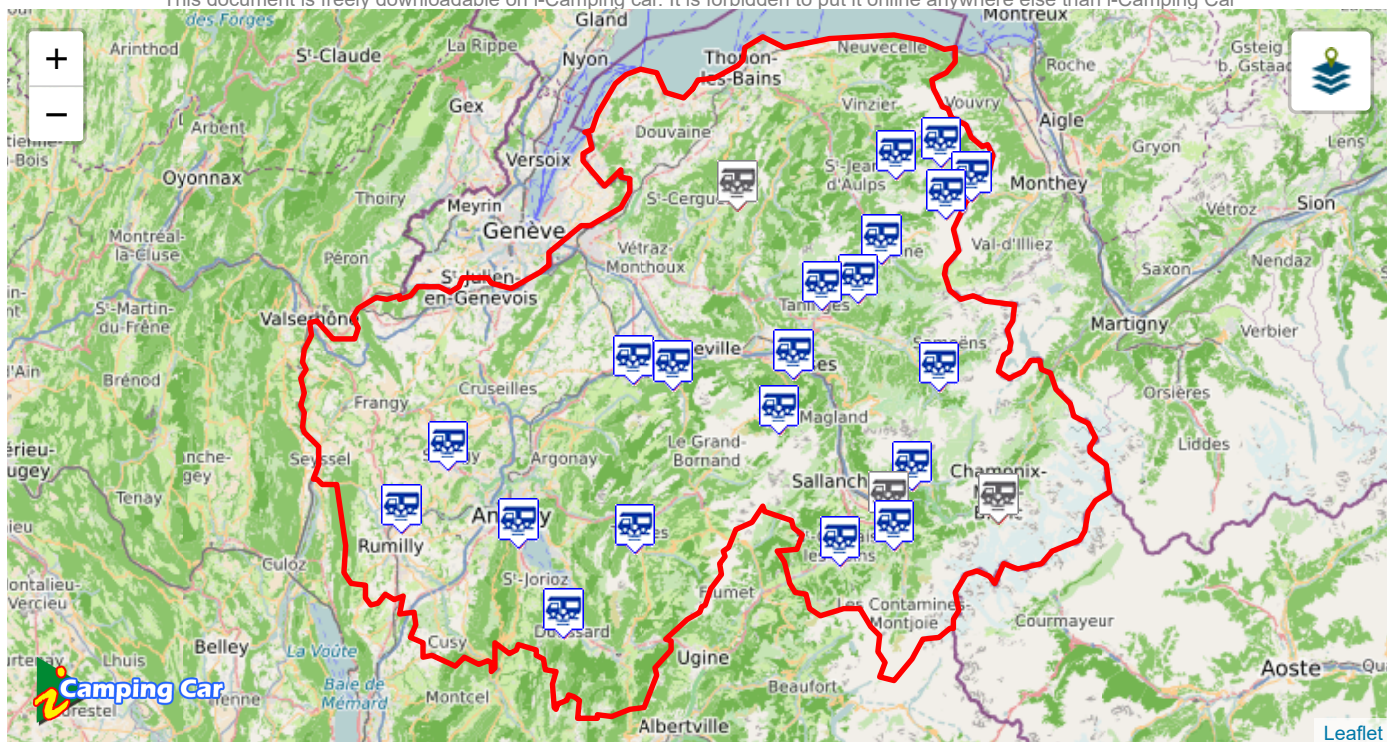 This document is freely downloadable on i-Camping car. It is forbidden to put it online anywhere else than i-Camping Car
des Forges
Gland
Montreux
+
−
Arinthod
St-Claude
La Rippe
Nyon
Thonon-
les-Bains
Neuvecelle
Gsteig
b. Gstaad
Roche
Gex
Vinzier
Vouvry
Aigle
Arbent
Douvaine
Gryon
Lens
Versoix
St-Jean
d'Aulps
Oyonnax
Thoiry
Meyrin
St-Cergues
Monthey
Vétroz
Sion
Genève
Montréal-
la-Cluse
Péron
Vétraz-
Monthoux
Val-d'Illiez
Saxon
Nendaz
St-Julien-
en-Genevois
St-Martin-
du-Frêne
Valserhône
Taninges
Martigny
Verbier
eville
Samoëns
Brénod
Cruseilles
Orsières
Frangy
Magland
Liddes
Seyssel
Argonay
Le Grand-
Bornand
Tenay
Sallanch
Chamonix-
Rumilly
Culoz
St-Jorioz
Flumet
Les Contamines-
Montjoie
Courmayeur
Belley
Cusy
La Voûte
Lhuis
Ugine
Aoste
Camping Car
Baie de
Mémard
Montcel
Beaufort
Albertville
Leaflet